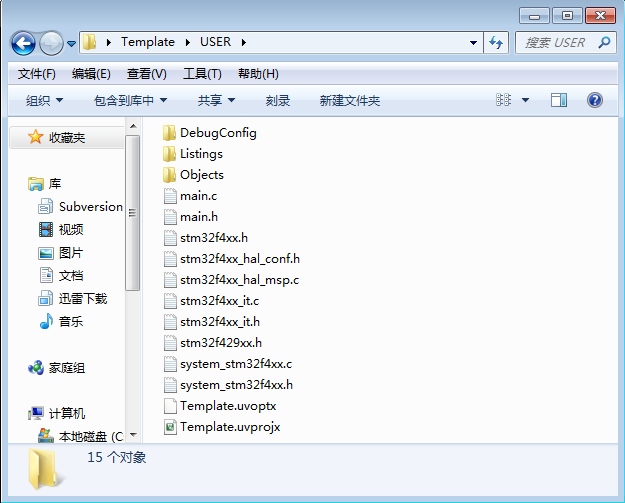 Template USER 搜索 USER
文件(F) 编辑(E) 查看(V) 工具(T) 帮助(H)
组织 包含到库中 共享 刻录 新建文件夹
收藏夹
库
Subversion
视频
图片
文档
迅雷下载
音乐
家庭组
计算机
本地磁盘 (C
DebugConfig
Listings
Objects
main.c
main.h
stm32f4xx.h
stm32f4xx_hal_conf.h
stm32f4xx_hal_msp.c
stm32f4xx_it.c
stm32f4xx_it.h
stm32f429xx.h
system_stm32f4xx.c
system_stm32f4xx.h
Template.uvoptx
Template.uvprojx
15 个对象